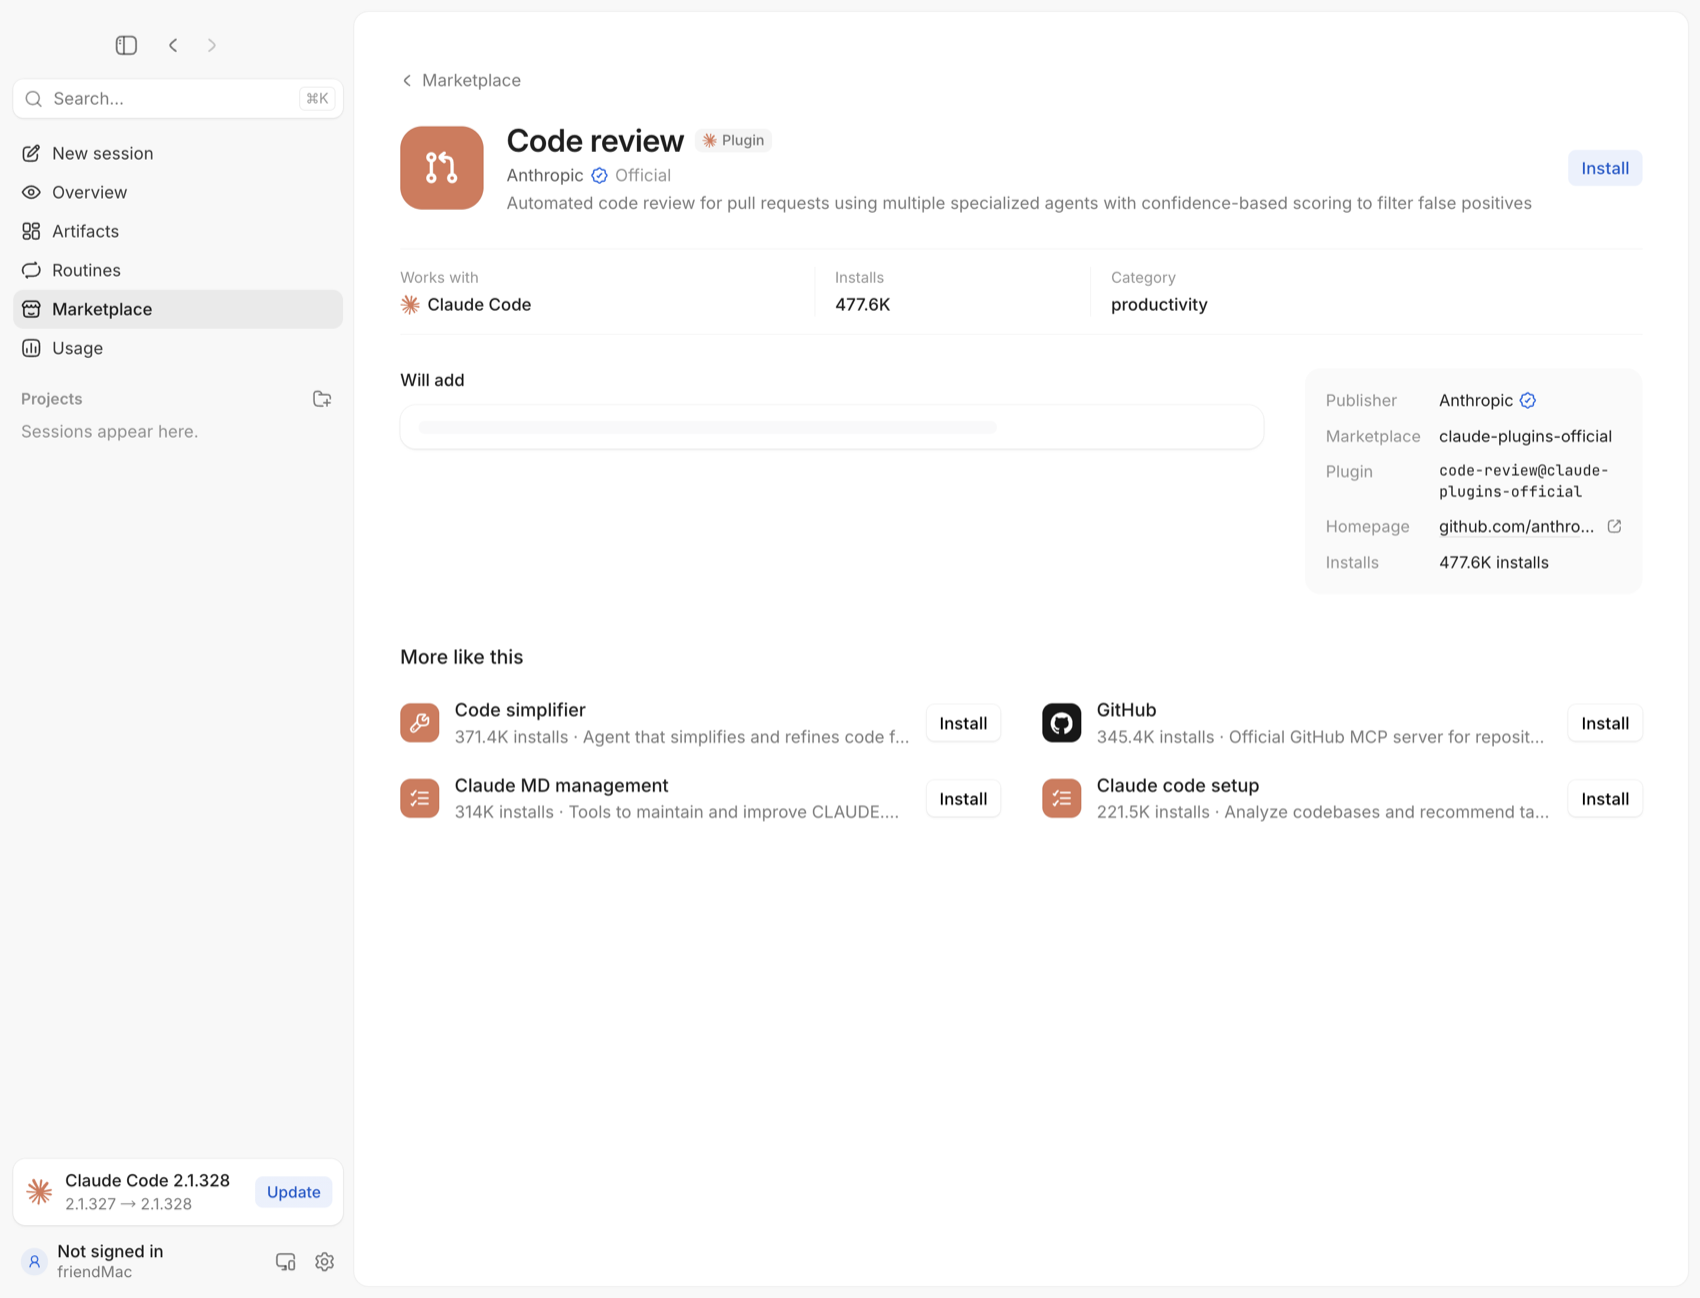 Search...
⌘K
New session
Overview
Artifacts
Routines
Marketplace
Usage
Projects
Sessions appear here.
Claude Code 2.1.328
2.1.327 → 2.1.328
Update
Not signed in
friendMac
Marketplace
Code review
Plugin
Anthropic Official
Automated code review for pull requests using multiple specialized agents with confidence-based scoring to filter false positives
Install
Works with
Claude Code
Installs
477.6K
Category
productivity
Will add
Publisher Anthropic
Marketplace claude-plugins-official
Plugin code-review@claude-
plugins-official
Homepage github.com/anthro...
Installs 477.6K installs
More like this
Code simplifier
371.4K installs · Agent that simplifies and refines code f...
Install
GitHub
345.4K installs · Official GitHub MCP server for reposit...
Install
Claude MD management
314K installs · Tools to maintain and improve CLAUDE....
Install
Claude code setup
221.5K installs · Analyze codebases and recommend ta...
Install